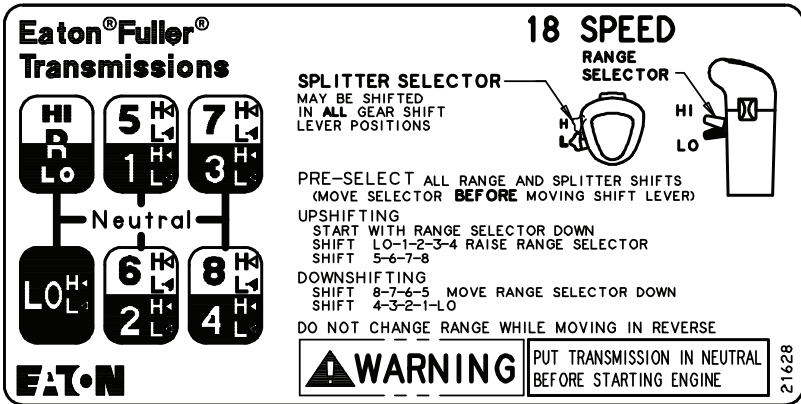 Eaton®Fuller®
Transmissions
HI
R
LO
5 H L
1 H L
7 H L
3 H L
Neutral
LO H L
6 H L
2 H L
8 H L
4 H L
EATON
18 SPEED
RANGE
SELECTOR
SPLITTER SELECTOR
MAY BE SHIFTED
IN ALL GEAR SHIFT
LEVER POSITIONS
H
L
HI
LO
PRE-SELECT ALL RANGE AND SPLITTER SHIFTS
(MOVE SELECTOR BEFORE MOVING SHIFT LEVER)
UPSHIFTING
START WITH RANGE SELECTOR DOWN
SHIFT LO-1-2-3-4 RAISE RANGE SELECTOR
SHIFT 5-6-7-8
DOWNSHIFTING
SHIFT 8-7-6-5 MOVE RANGE SELECTOR DOWN
SHIFT 4-3-2-1-LO
DO NOT CHANGE RANGE WHILE MOVING IN REVERSE
WARNING
PUT TRANSMISSION IN NEUTRAL
BEFORE STARTING ENGINE
21628